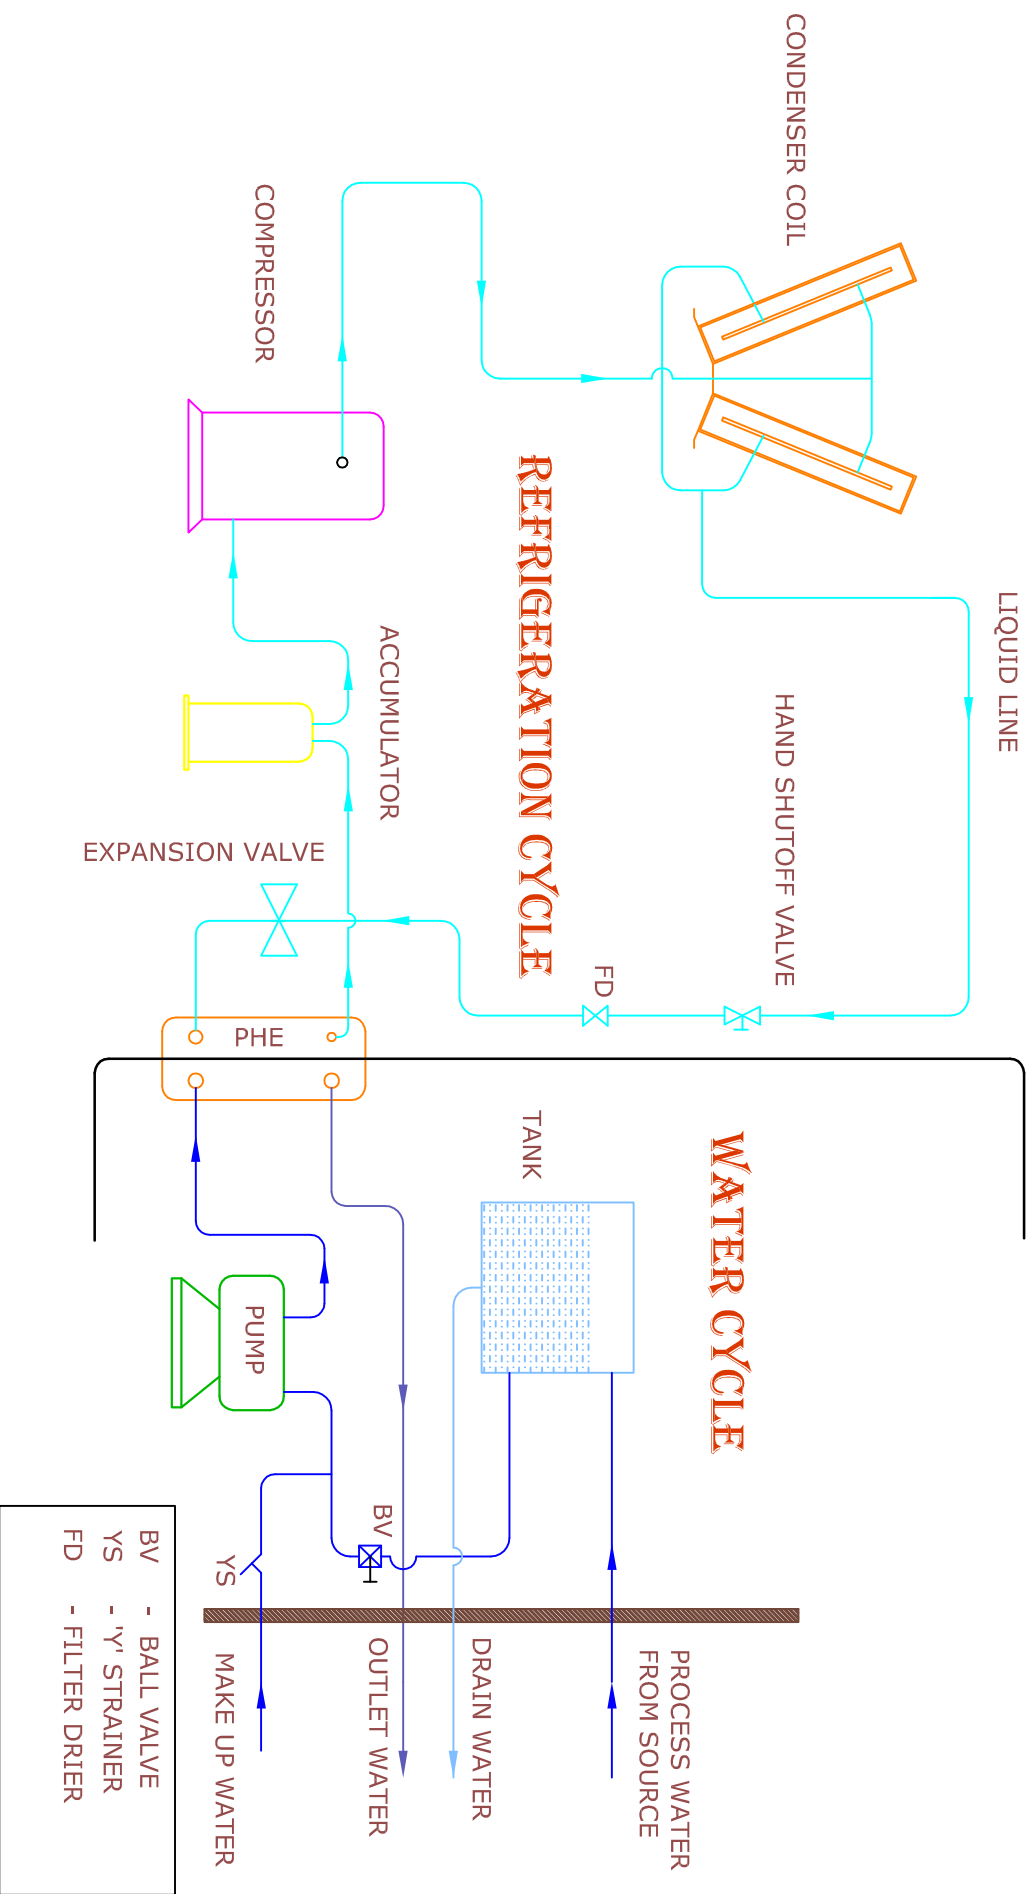 CONDENSER COIL
LIQUID LINE
COMPRESSOR
REFRIGERATION CYCLE
HAND SHUTOFF VALVE
ACCUMULATOR
FD
EXPANSION VALVE
PHE
WATER CYCLE
TANK
PUMP
BV
YS
PROCESS WATER
FROM SOURCE
DRAIN WATER
OUTLET WATER
MAKE UP WATER
BV - BALL VALVE
YS - 'Y' STRAINER
FD - FILTER DRIER